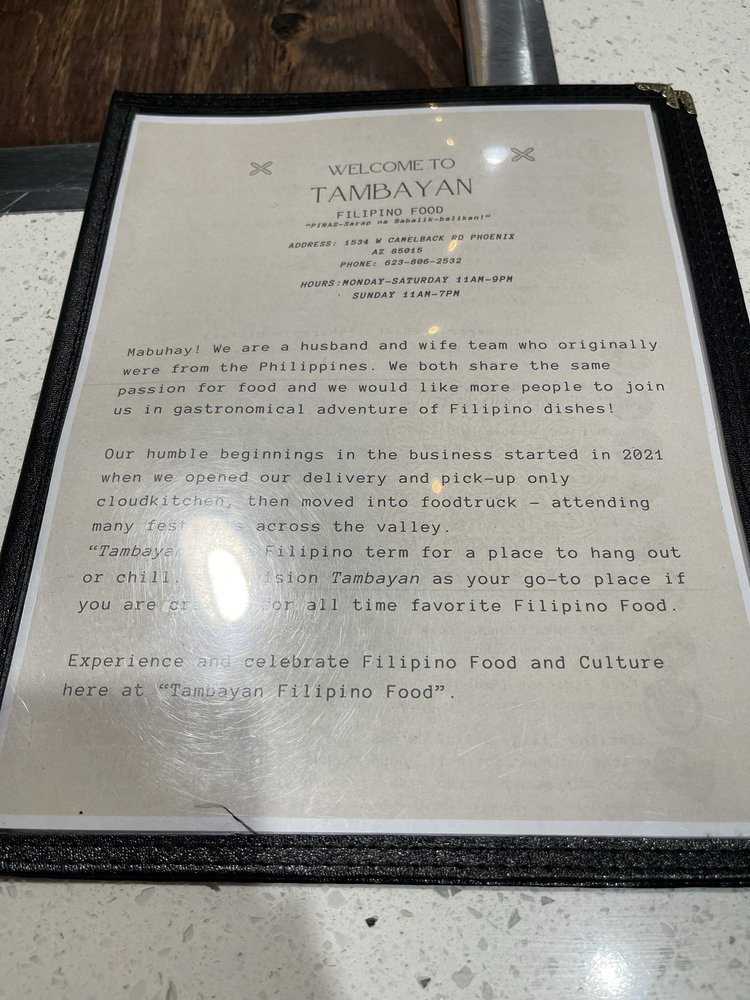 WELCOME TO
TAMBAYAN
FILIPINO FOOD
"PINAS-Sarap na Babalik-balikan!"
ADDRESS: 1534 W CAMELBACK RD PHOENIX
AZ 85015
PHONE: 623-806-2532
HOURS:MONDAY-SATURDAY 11AM-9PM
SUNDAY 11AM-7PM
Mabuhay! We are a husband and wife team who originally
were from the Philippines. We both share the same
passion for food and we would like more people to join
us in gastronomical adventure of Filipino dishes!
Our humble beginnings in the business started in 2021
when we opened our delivery and pick-up only
cloudkitchen, then moved into foodtruck - attending
many across the valley.
Filipino term for a place to hang out
or chill. Tambayan as your go-to place if
you are for all time favorite Filipino Food.
Experience and celebrate Filipino Food and Culture
here at “Tambayan Filipino Food”.